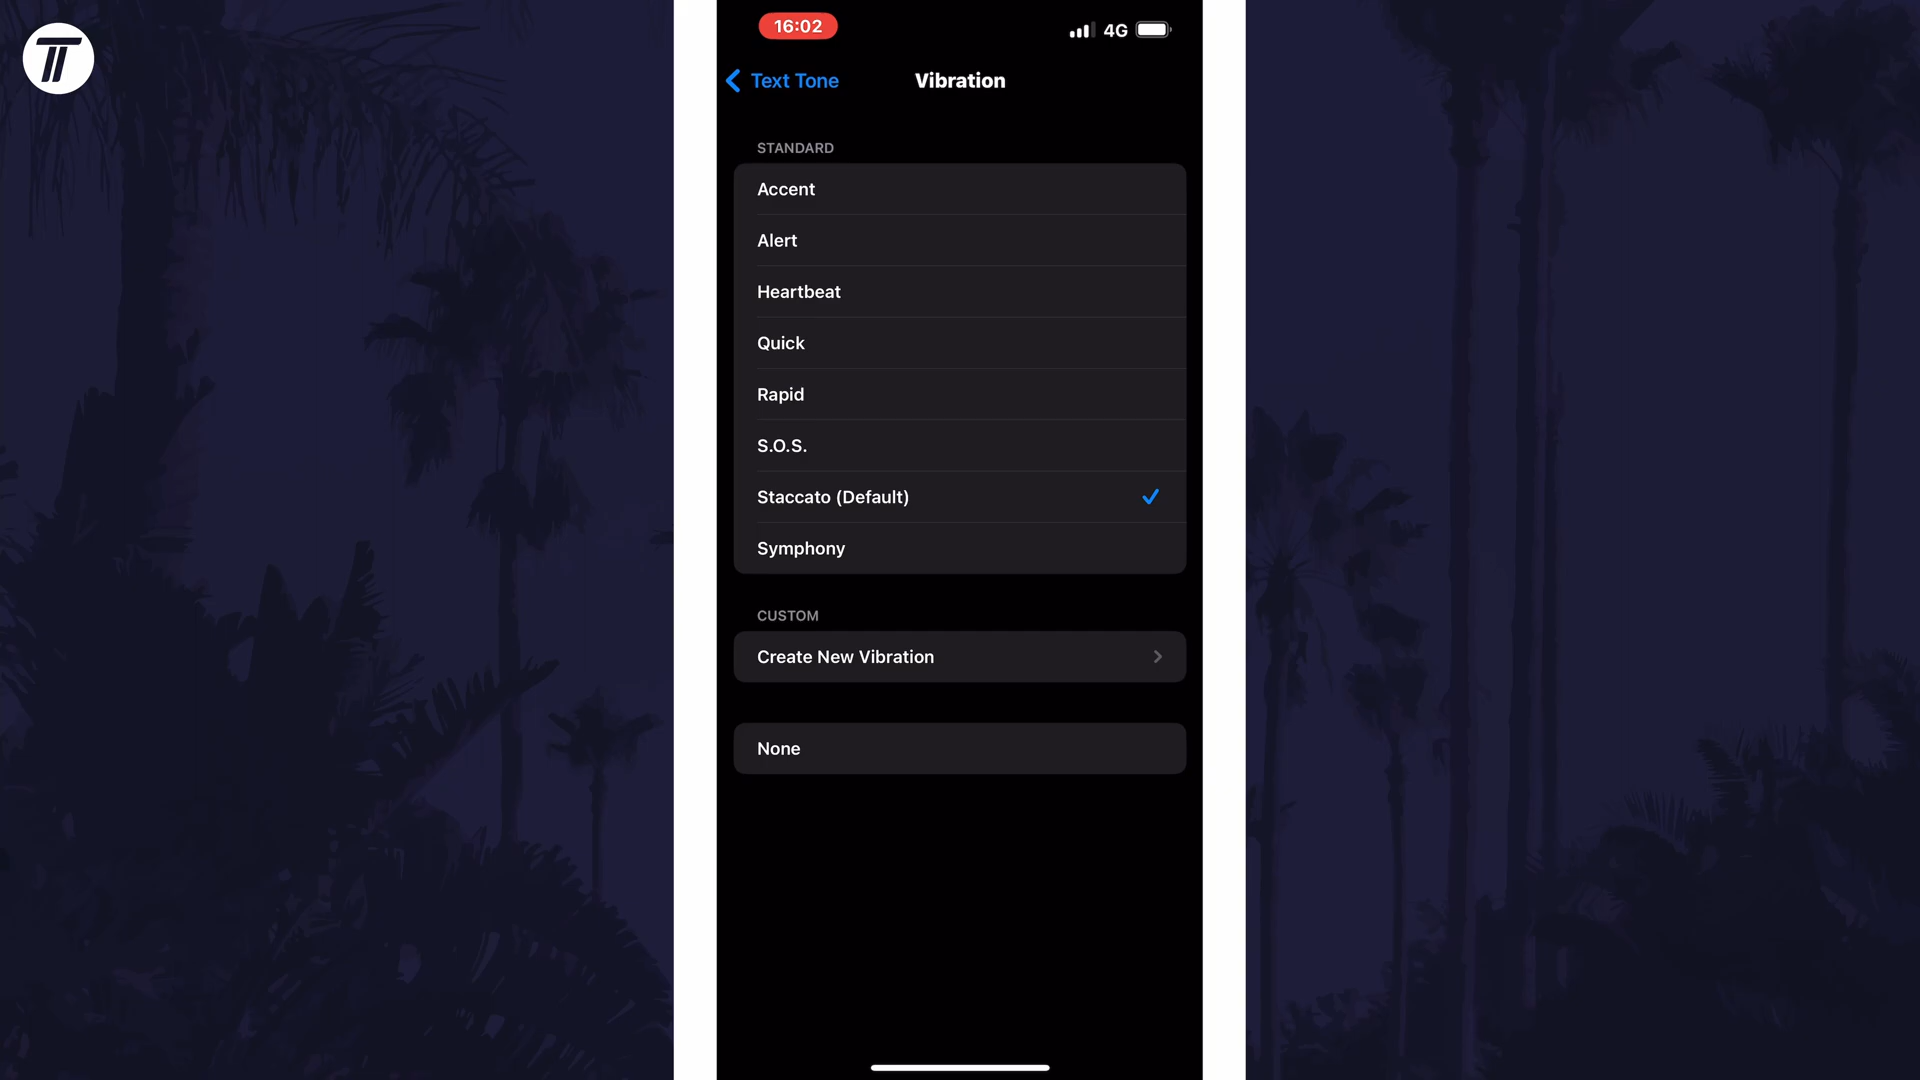 16:02
4G
Text Tone
Vibration
STANDARD
Accent
Alert
Heartbeat
Quick
Rapid
S.O.S.
Staccato (Default)
Symphony
CUSTOM
Create New Vibration
None